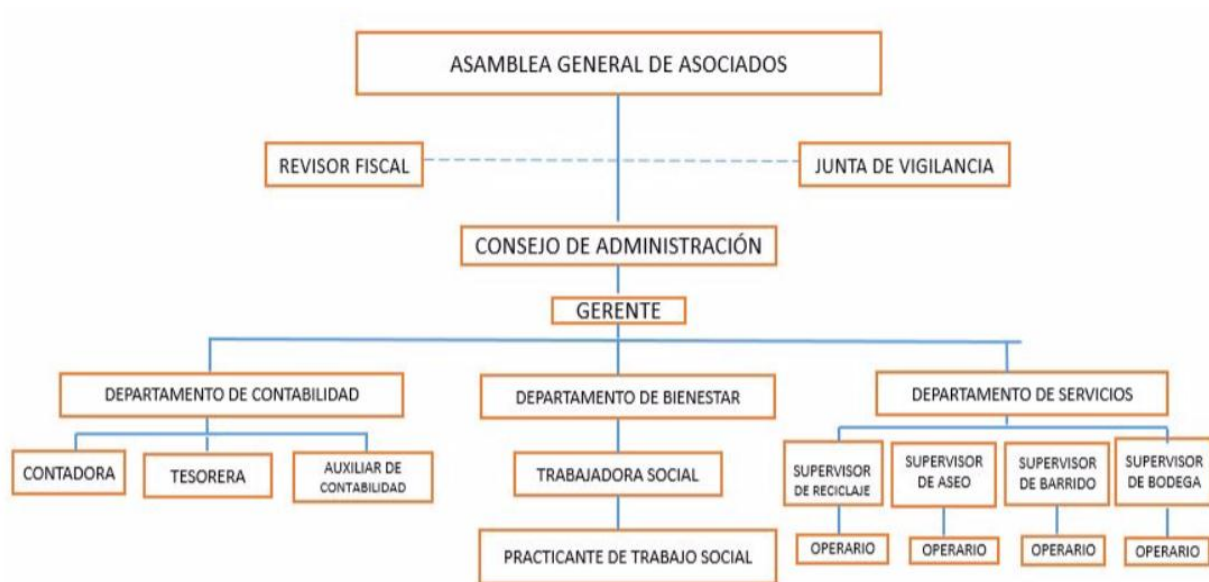 ASAMBLEA GENERAL DE ASOCIADOS
REVISOR FISCAL
JUNTA DE VIGILANCIA
CONSEJO DE ADMINISTRACIÓN
GERENTE
DEPARTAMENTO DE CONTABILIDAD
DEPARTAMENTO DE BIENESTAR
DEPARTAMENTO DE SERVICIOS
CONTADORA
TESORERA
AUXILIAR DE
CONTABILIDAD
TRABAJADORA SOCIAL
PRACTICANTE DE TRABAJO SOCIAL
SUPERVISOR
DE RECICLAJE
SUPERVISOR
DE ASEO
SUPERVISOR
DE BARRIDO
SUPERVISOR
DE BODEGA
OPERARIO
OPERARIO
OPERARIO
OPERARIO